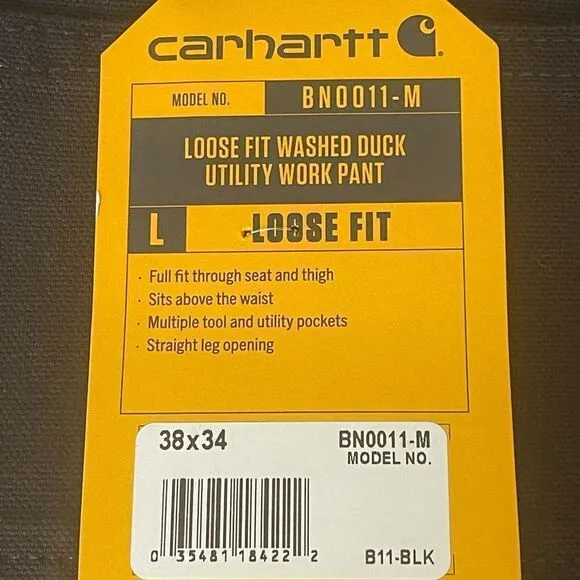 carhartt
MODEL NO. BN0011-M
LOOSE FIT WASHED DUCK
UTILITY WORK PANT
L LOOSE FIT
· Full fit through seat and thigh
· Sits above the waist
· Multiple tool and utility pockets
· Straight leg opening
38x34 BN0011-M
MODEL NO.
0 35481 18422 2
B11-BLK